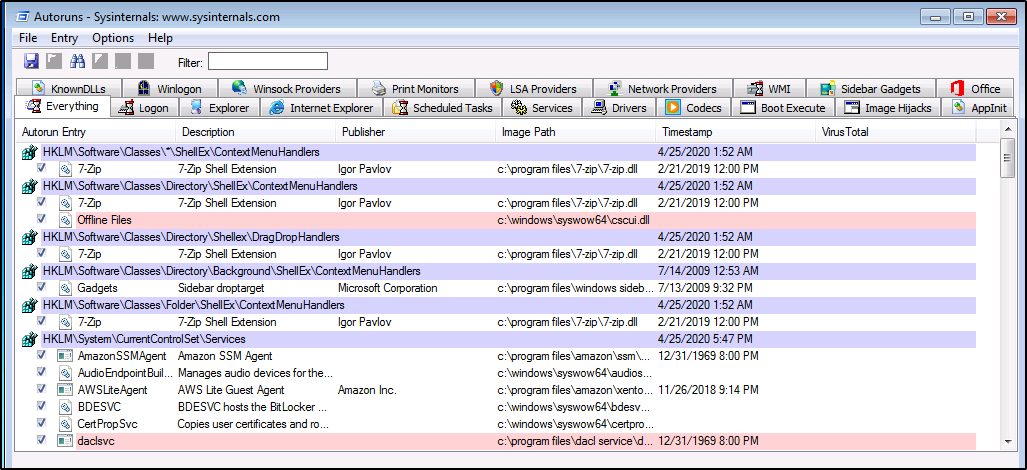 Autoruns - Sysinternals: www.sysinternals.com
File Entry Options Help
Filter:
KnownDLLs Winlogon Winsock Providers Print Monitors LSA Providers Network Providers WMI Sidebar Gadgets Office
Everything Logon Explorer Internet Explorer Scheduled Tasks Services Drivers Codecs Boot Execute Image Hijacks AppInit
Autorun Entry Description Publisher Image Path Timestamp VirusTotal
HKLM\Software\Classes\*\ShellEx\ContextMenuHandlers 4/25/2020 1:52 AM
7-Zip 7-Zip Shell Extension Igor Pavlov c:\program files\7-zip\7-zip.dll 2/21/2019 12:00 PM
HKLM\Software\Classes\Directory\ShellEx\ContextMenuHandlers 4/25/2020 1:52 AM
7-Zip 7-Zip Shell Extension Igor Pavlov c:\program files\7-zip\7-zip.dll 2/21/2019 12:00 PM
Offline Files c:\windows\syswow64\cscui.dll
HKLM\Software\Classes\Directory\Shellex\DragDropHandlers 4/25/2020 1:52 AM
7-Zip 7-Zip Shell Extension Igor Pavlov c:\program files\7-zip\7-zip.dll 2/21/2019 12:00 PM
HKLM\Software\Classes\Directory\Background\ShellEx\ContextMenuHandlers 7/14/2009 12:53 AM
Gadgets Sidebar droptarget Microsoft Corporation c:\program files\windows sideb... 7/13/2009 9:32 PM
HKLM\Software\Classes\Folder\ShellEx\ContextMenuHandlers 4/25/2020 1:52 AM
7-Zip 7-Zip Shell Extension Igor Pavlov c:\program files\7-zip\7-zip.dll 2/21/2019 12:00 PM
HKLM\System\CurrentControlSet\Services 4/25/2020 5:47 PM
AmazonSSMAgent Amazon SSM Agent c:\program files\amazon\ssm\... 12/31/1969 8:00 PM
AudioEndpointBuil... Manages audio devices for the... c:\windows\syswow64\audios...
AWSLiteAgent AWS Lite Guest Agent Amazon Inc. c:\program files\amazon\xento... 11/26/2018 9:14 PM
BDESVC BDESVC hosts the BitLocker ... c:\windows\syswow64\bdesv...
CertPropSvc Copies user certificates and ro... c:\windows\syswow64\certpro...
daclsvc c:\program files\dacl service\d... 12/31/1969 8:00 PM